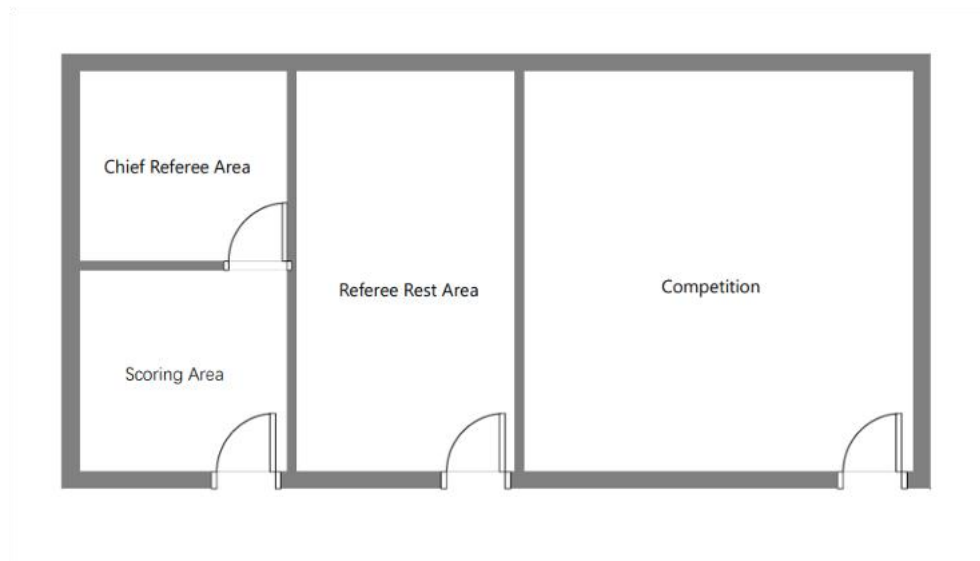 Chief Referee Area
Referee Rest Area
Competition
Scoring Area